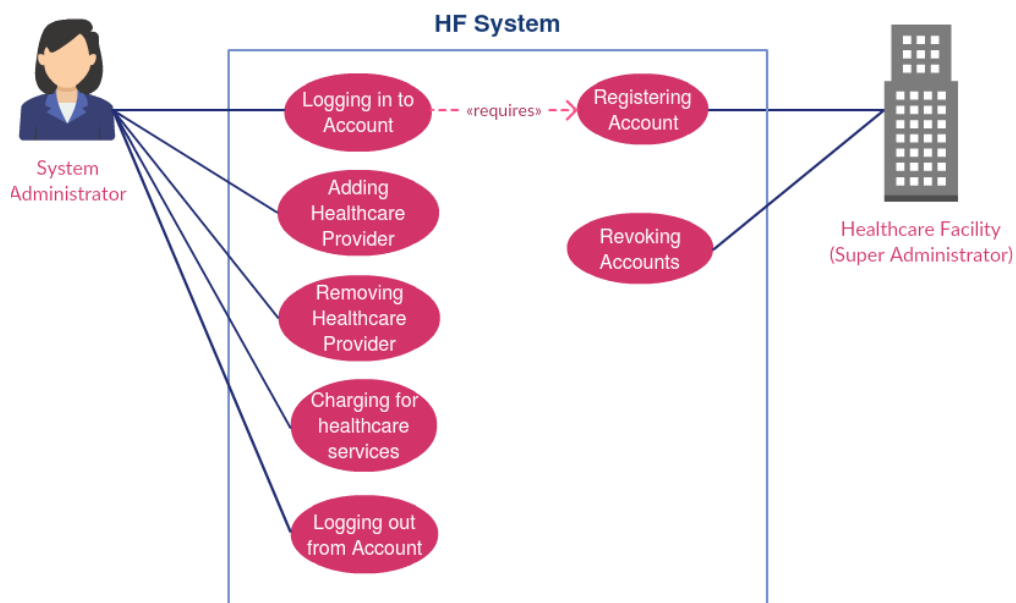 HF System
Logging in to
Account
«requires»
Registering
Account
System
Administrator
Adding
Healthcare
Provider
Revoking
Accounts
Healthcare Facility
(Super Administrator)
Removing
Healthcare
Provider
Charging for
healthcare
services
Logging out
from Account